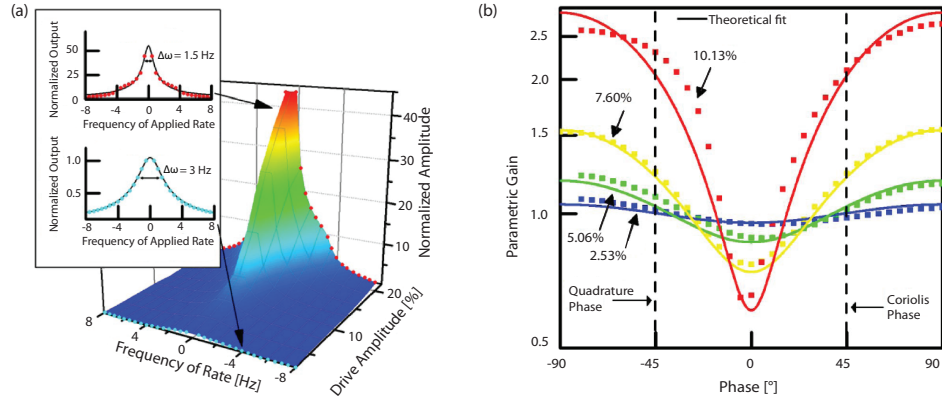 (a)
Normalized Output
50
25
0
Δω = 1.5 Hz
-8 -4 0 4 8
Frequency of Applied Rate
Normalized Output
1.0
0.5
Δω = 3 Hz
-8 -4 0 4 8
Frequency of Applied Rate
40
30
20
10
Normalized Amplitude
20
10
Drive Amplitude [%]
8 4 0 -4 -8
Frequency of Rate [Hz]
(b)
Parametric Gain
2.5
2.0
1.5
1.0
0.5
Theoretical fit
10.13%
7.60%
5.06%
2.53%
Quadrature
Phase
Coriolis
Phase
-90 -45 0 45 90
Phase [°]